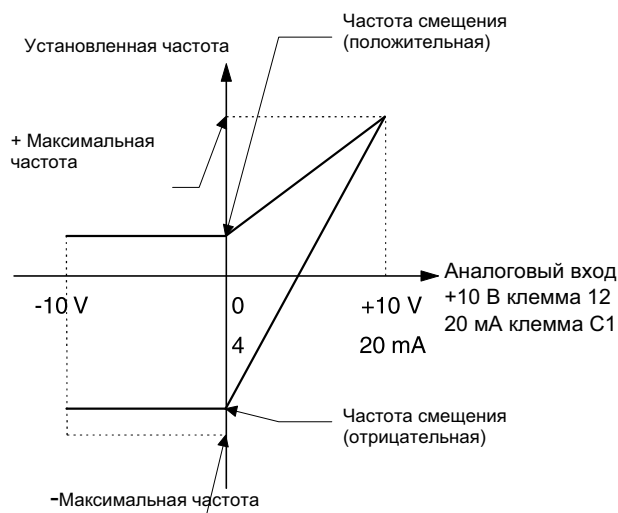 Частота смещения
(положительная)
Установленная частота
+ Максимальная
частота
Аналоговый вход
+10 В клемма 12
20 мА клемма C1
-10 V
0
+10 V
4
20 mA
Частота смещения
(отрицательная)
-Максимальная частота